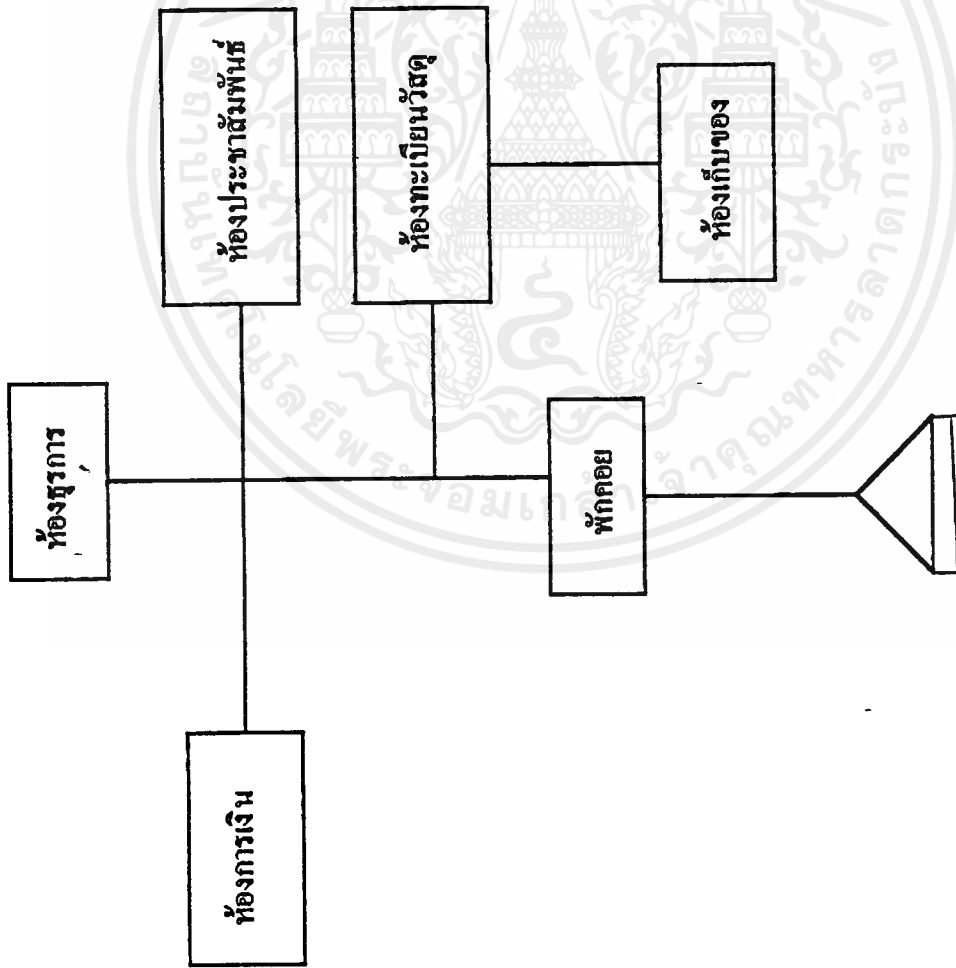 ห้องธุรการ
ห้องประชาสัมพันธ์
ห้องการเงิน
ห้องทะเบียนวัสดุ
พักคอย
ห้องเก็บของ